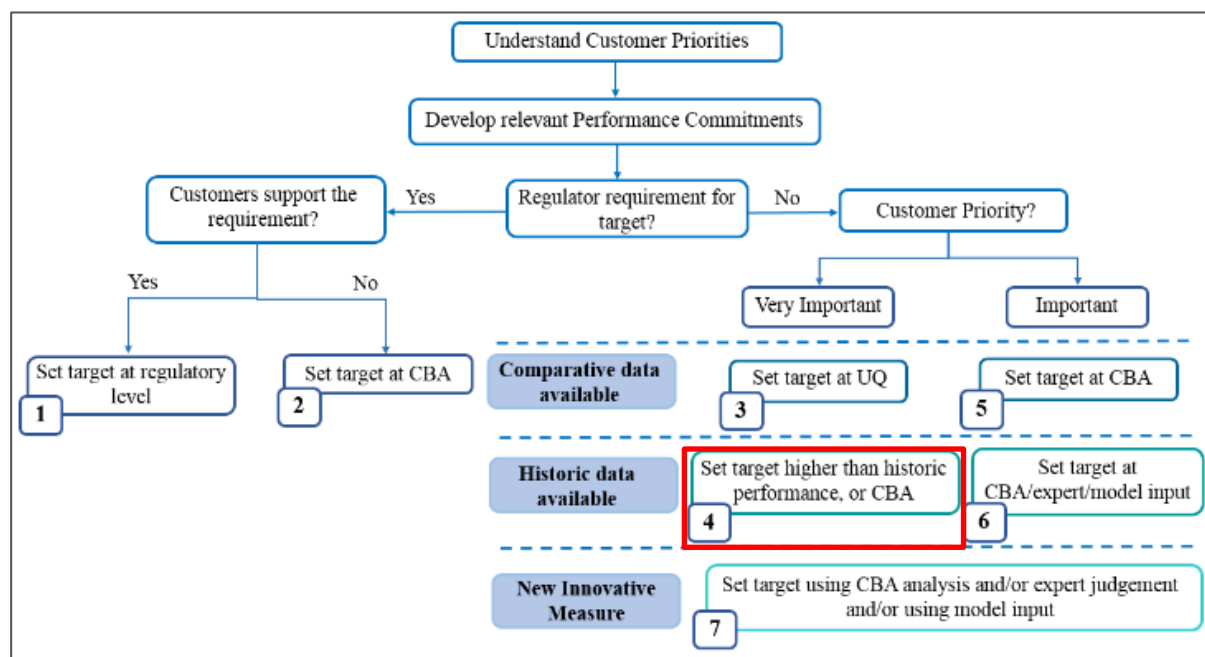 Understand Customer Priorities
Develop relevant Performance Commitments
Customers support the
requirement?
Yes
Regulator requirement for
target?
No
Customer Priority?
Yes
No
Very Important
Important
Set target at regulatory
level
1
Set target at CBA
2
Comparative data
available
Set target at UQ
3
Set target at CBA
5
Historic data
available
Set target higher than historic
performance, or CBA
4
Set target at
CBA/expert/model input
6
New Innovative
Measure
Set target using CBA analysis and/or expert judgement
and/or using model input
7